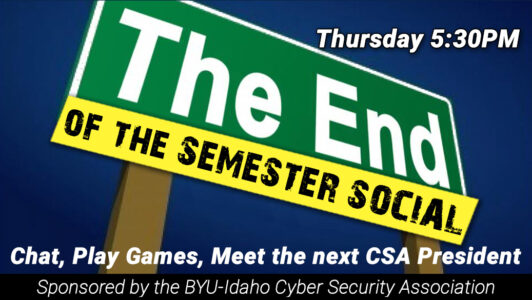 Thursday 5:30PM
The End
OF THE SEMESTER SOCIAL
Chat, Play Games, Meet the next CSA President
Sponsored by the BYU-Idaho Cyber Security Association